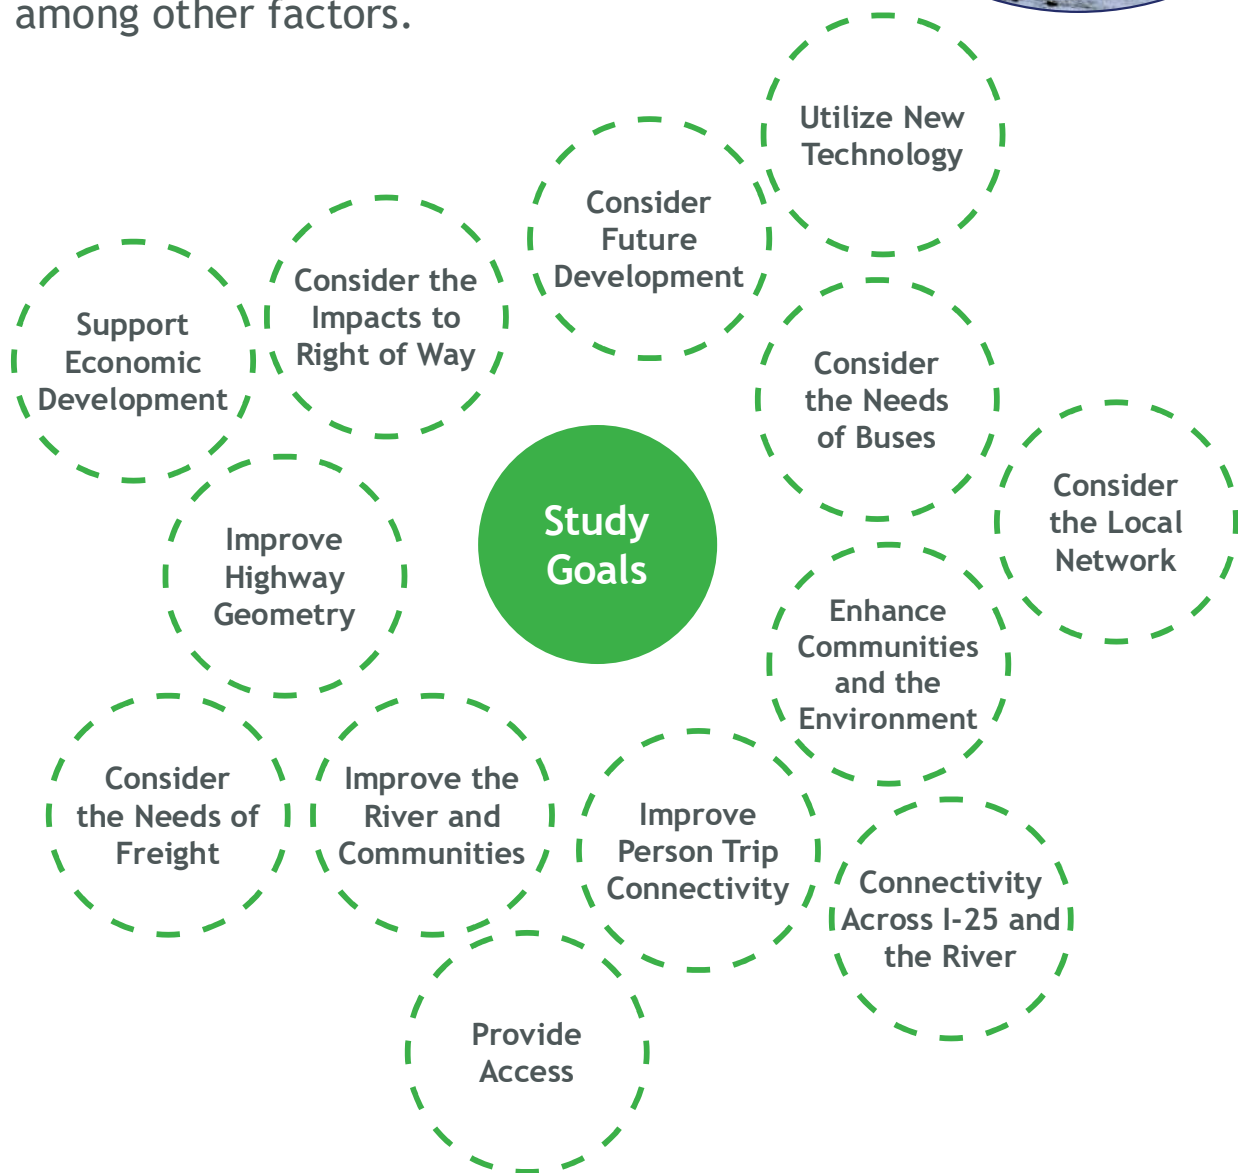 among other factors.
Utilize New
Technology
Consider
Future
Development
Consider the
Impacts to
Right of Way
Support
Economic
Development
Consider
the Needs
of Buses
Consider
the Local
Network
Study
Goals
Improve
Highway
Geometry
Enhance
Communities
and the
Environment
Consider
the Needs of
Freight
Improve the
River and
Communities
Improve
Person Trip
Connectivity
Connectivity
Across I-25 and
the River
Provide
Access